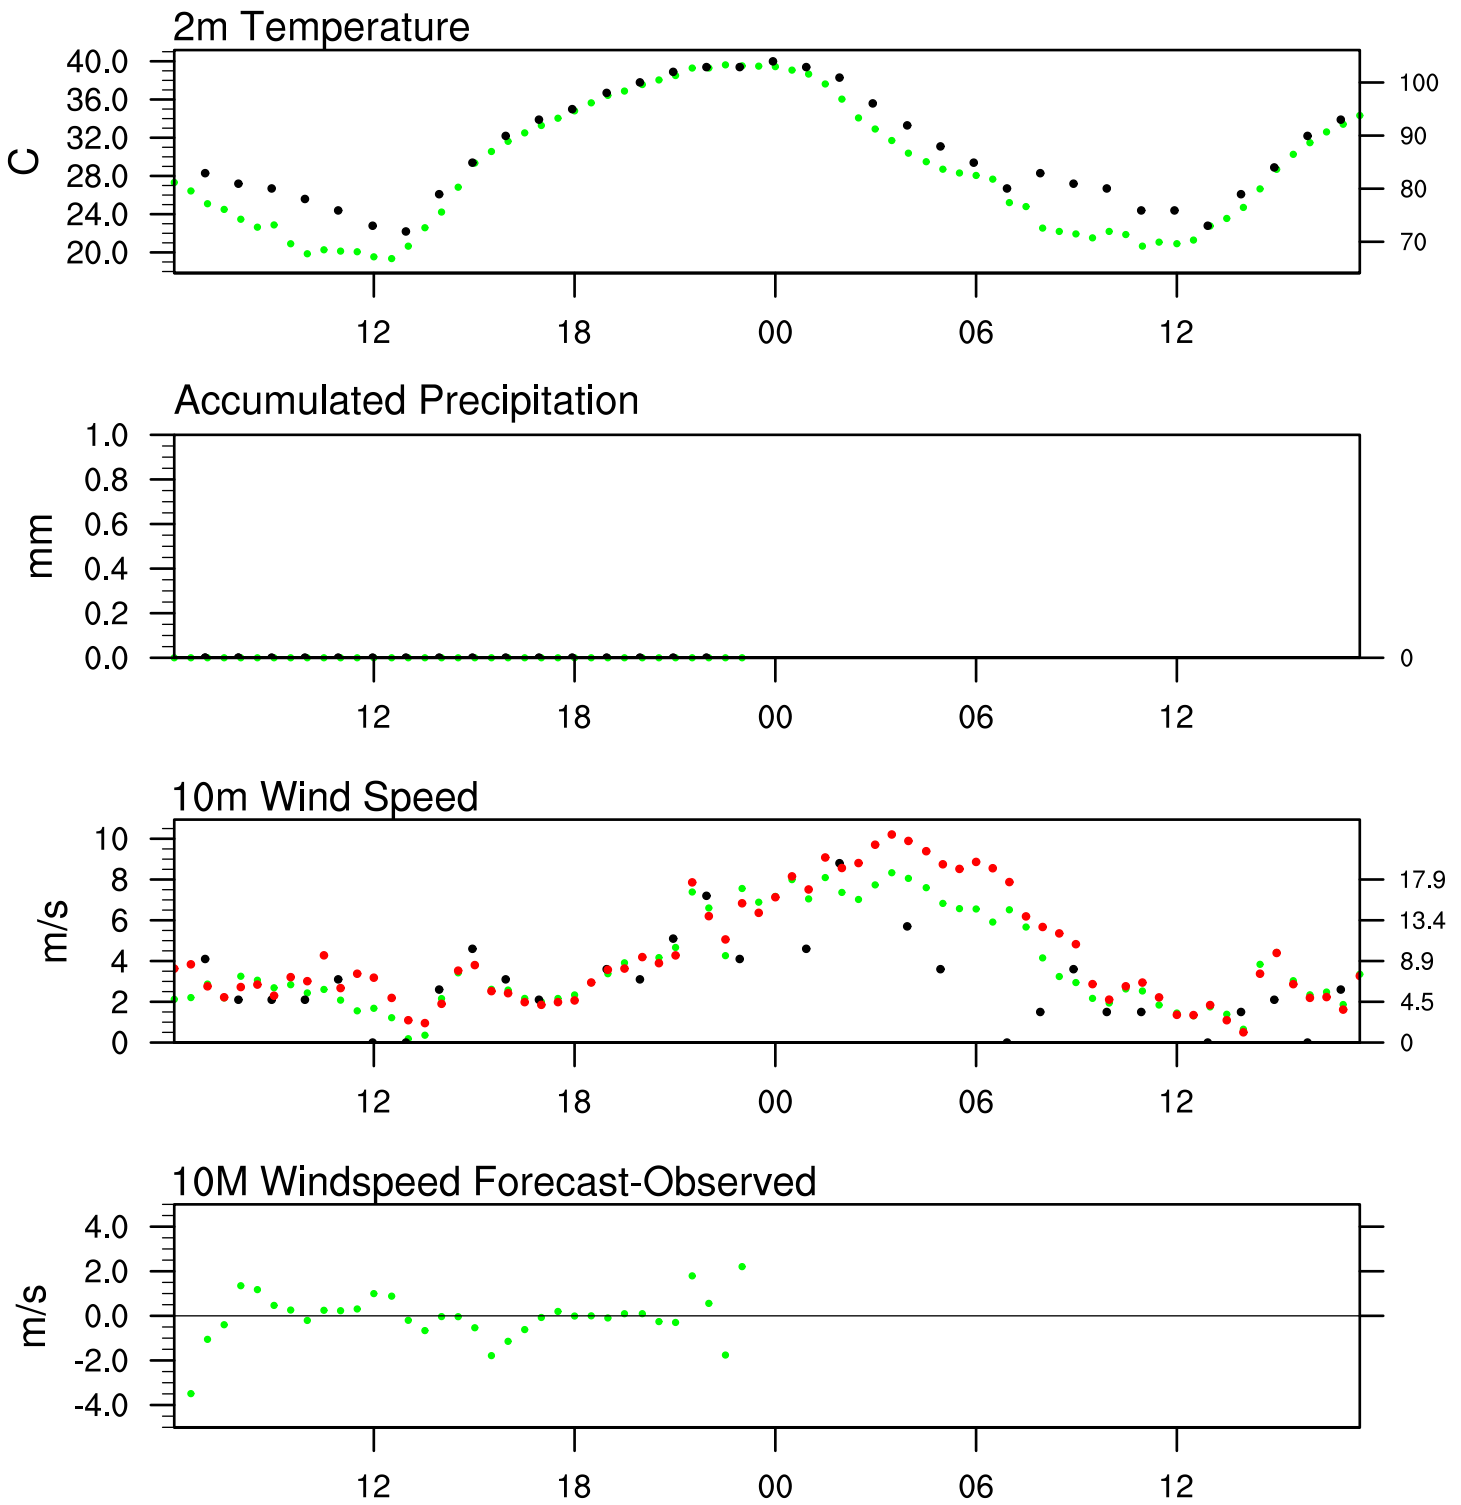 2m Temperature
40.0
36.0
32.0
28.0
24.0
20.0
C
100
90
80
70
12 18 00 06 12
Accumulated Precipitation
1.0
0.8
0.6
0.4
0.2
0.0
mm
0
12 18 00 06 12
10m Wind Speed
10
8
6
4
2
0
m/s
17.9
13.4
8.9
4.5
0
12 18 00 06 12
10M Windspeed Forecast-Observed
4.0
2.0
0.0
-2.0
-4.0
m/s
12 18 00 06 12